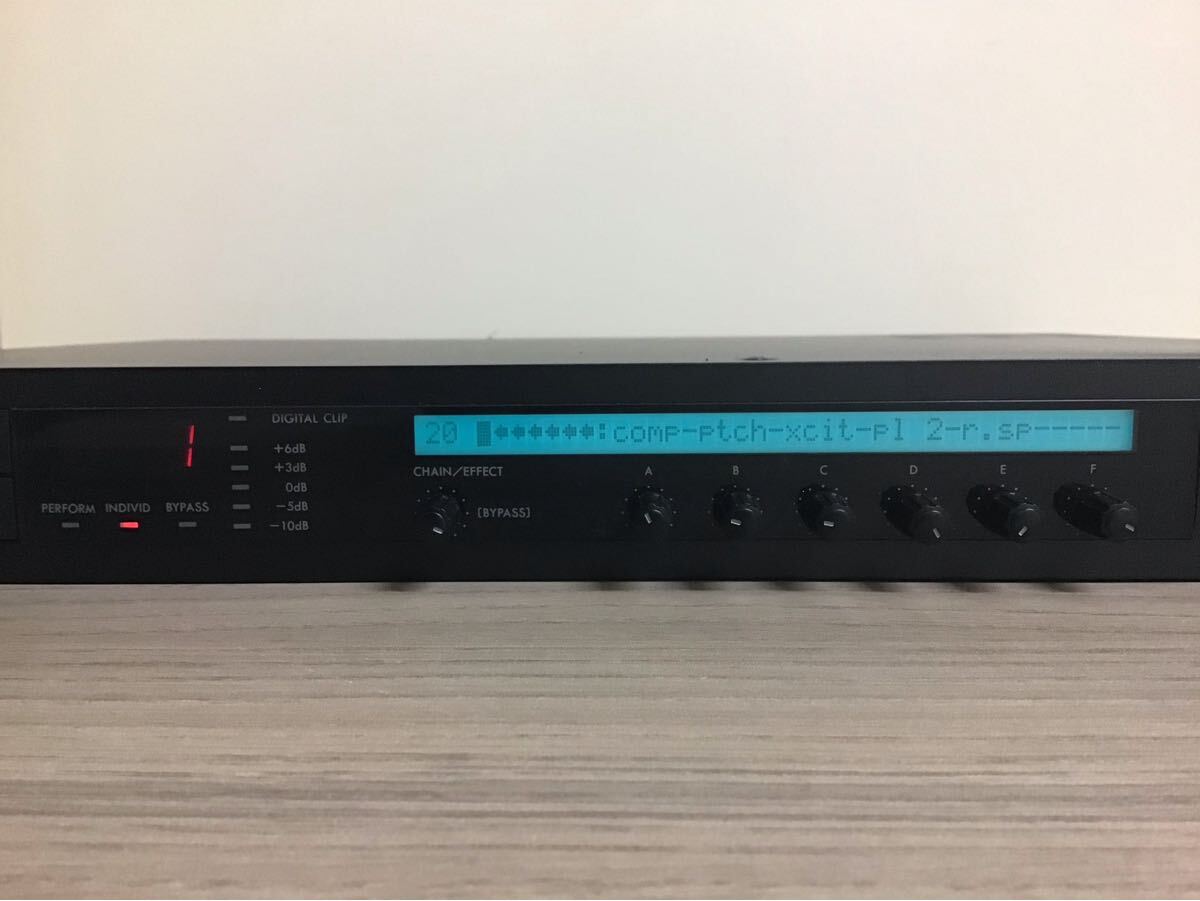 DIGITAL CLIP
1
+6dB
+3dB
0dB
-5dB
-10dB
PERFORM INDIVID BYPASS
20 ▮←←←←←←:comp-ptch-xcit-pl 2-r.sp-----
CHAIN/EFFECT A B C D E F
[BYPASS]